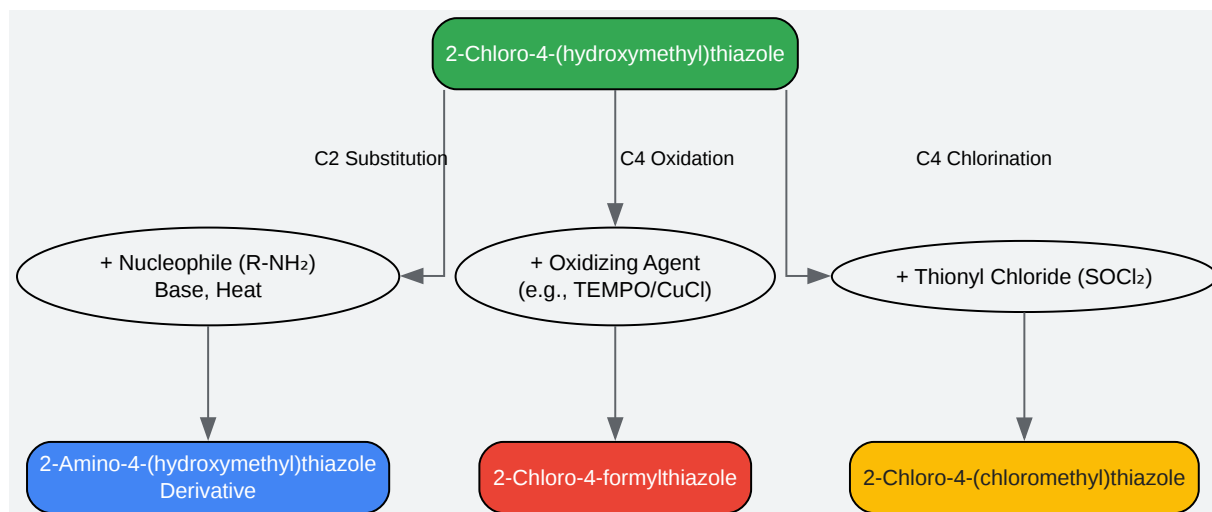 2-Chloro-4-(hydroxymethyl)thiazole
C2 Substitution
C4 Oxidation
C4 Chlorination
+ Nucleophile (R-NH₂)
Base, Heat
+ Oxidizing Agent
(e.g., TEMPO/CuCl)
+ Thionyl Chloride (SOCl₂)
2-Amino-4-(hydroxymethyl)thiazole
Derivative
2-Chloro-4-formylthiazole
2-Chloro-4-(chloromethyl)thiazole